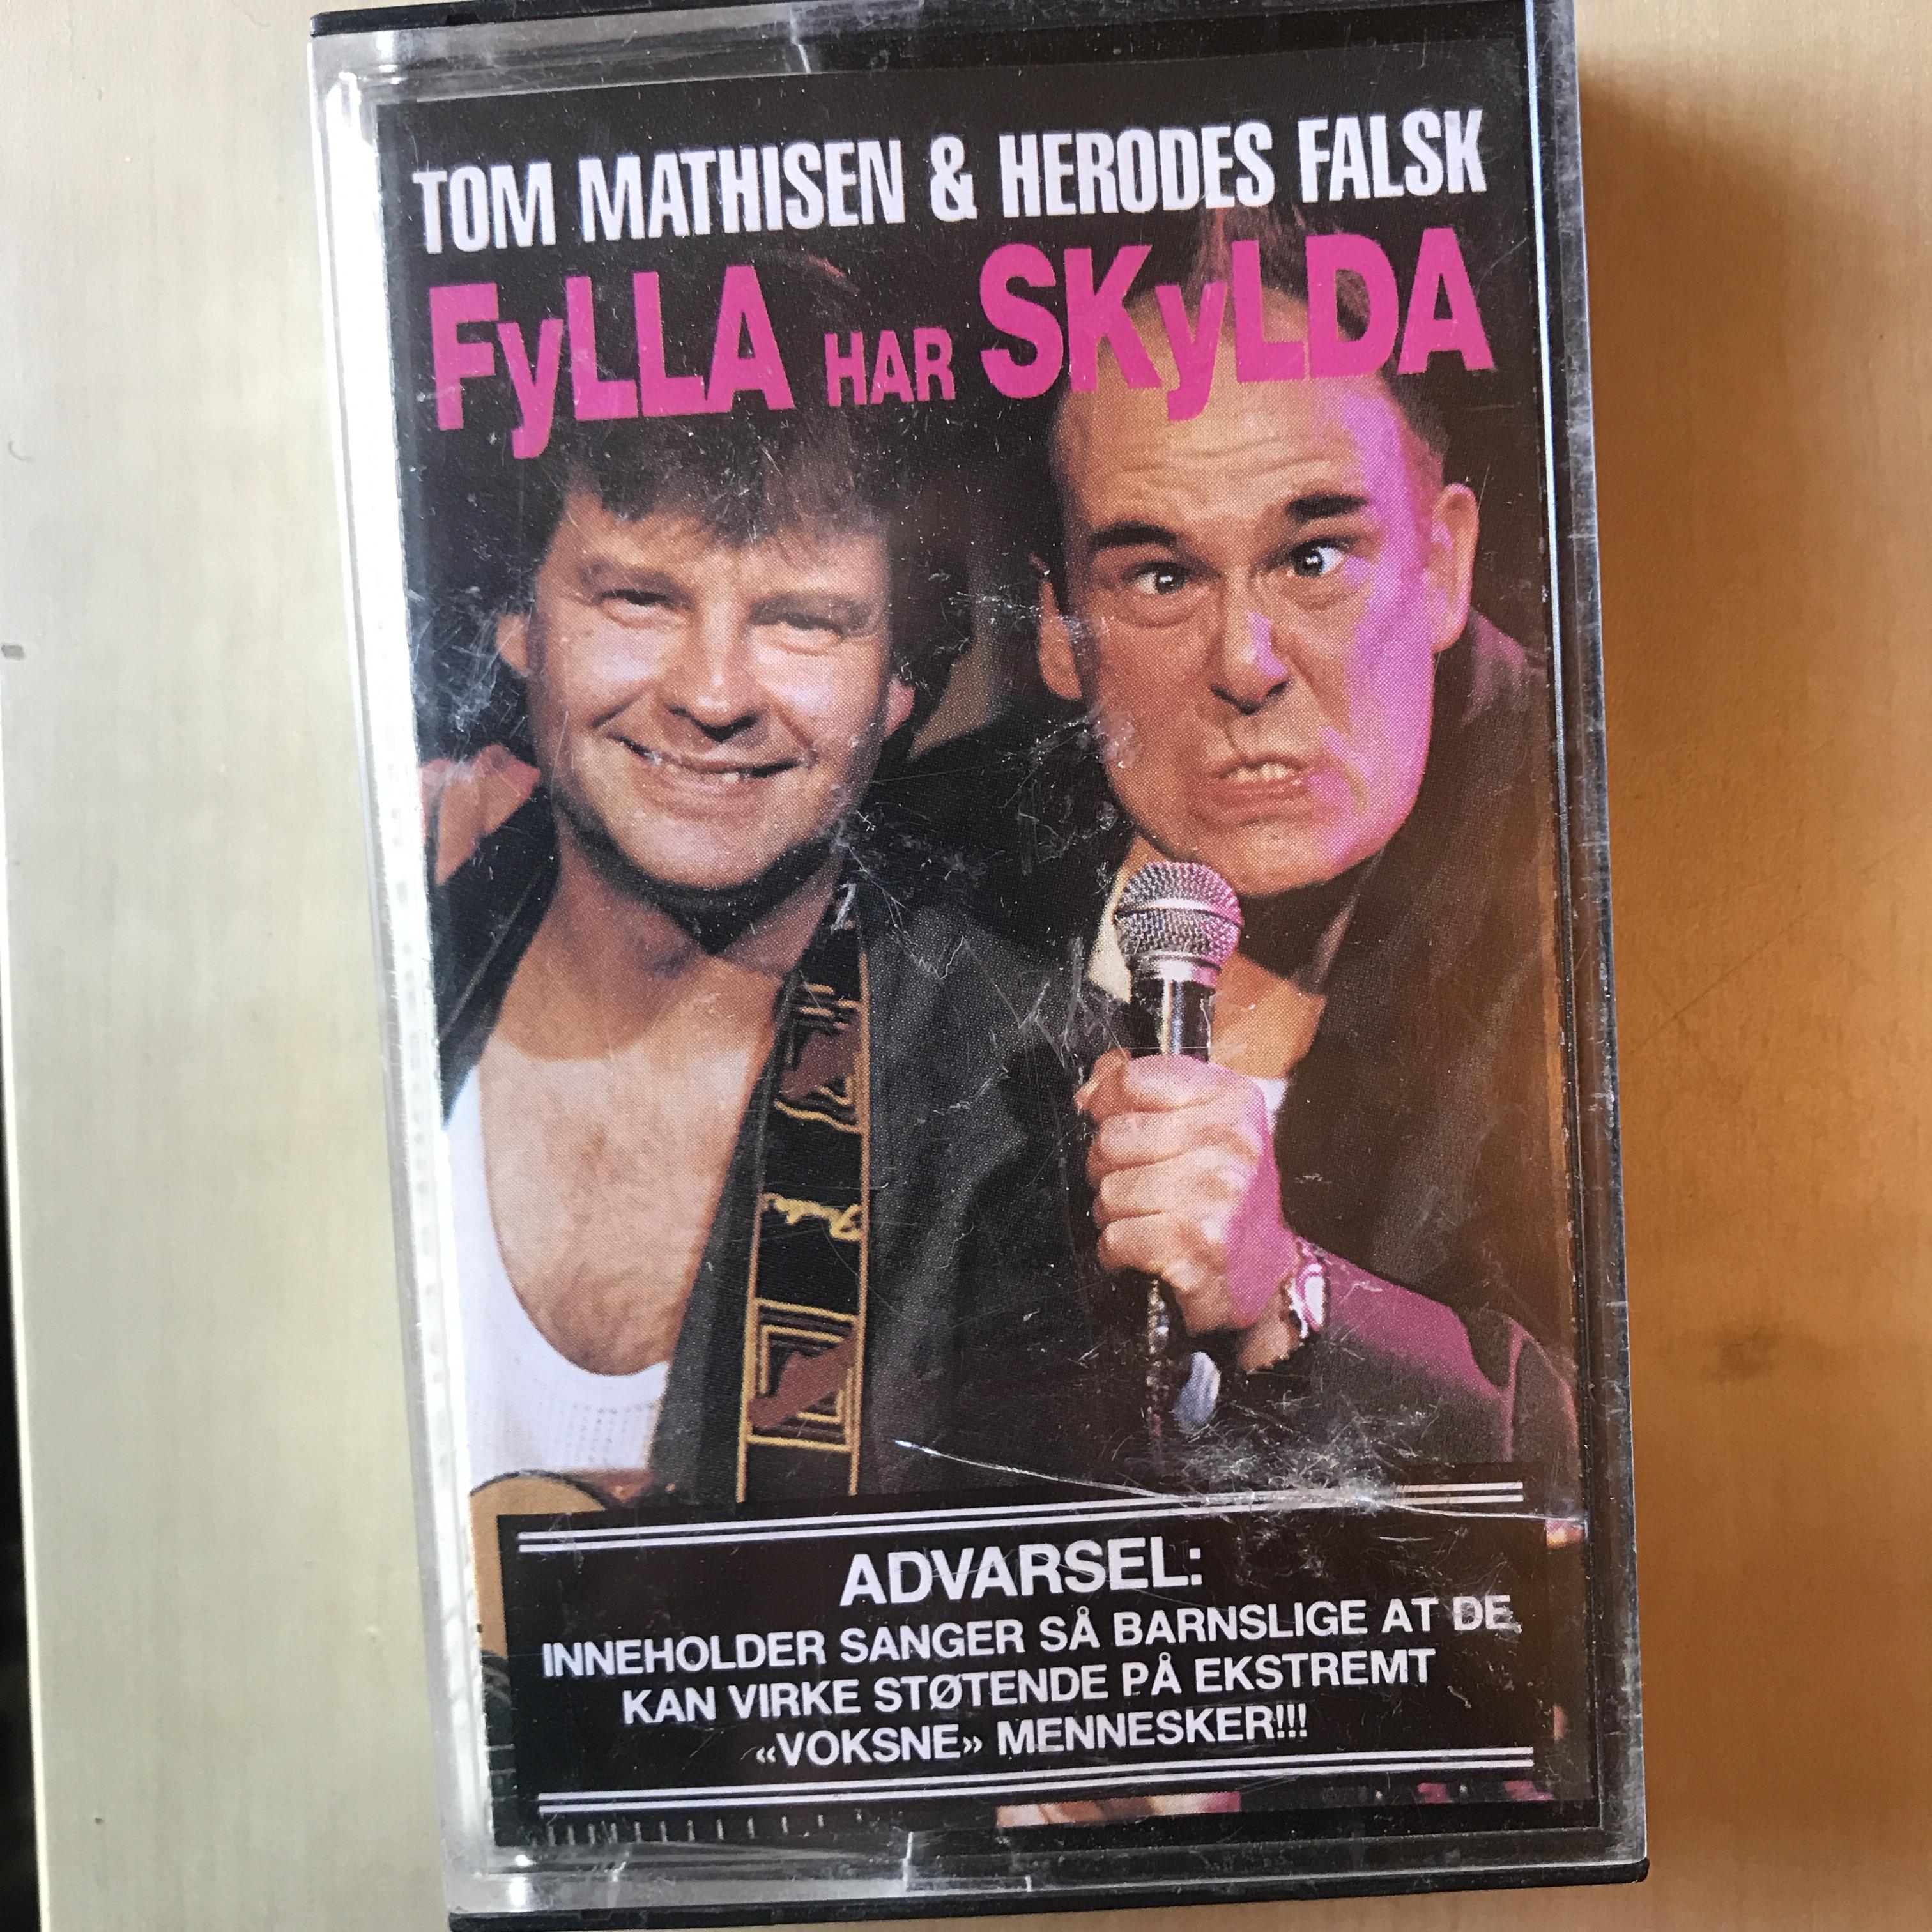 TOM MATHISEN & HERODES FALSK
FyLLA HAR SKyLDA
Fender
ADVARSEL:
INNEHOLDER SANGER SÅ BARNSLIGE AT DE
KAN VIRKE STØTENDE PÅ EKSTREMT
«VOKSNE» MENNESKER!!!